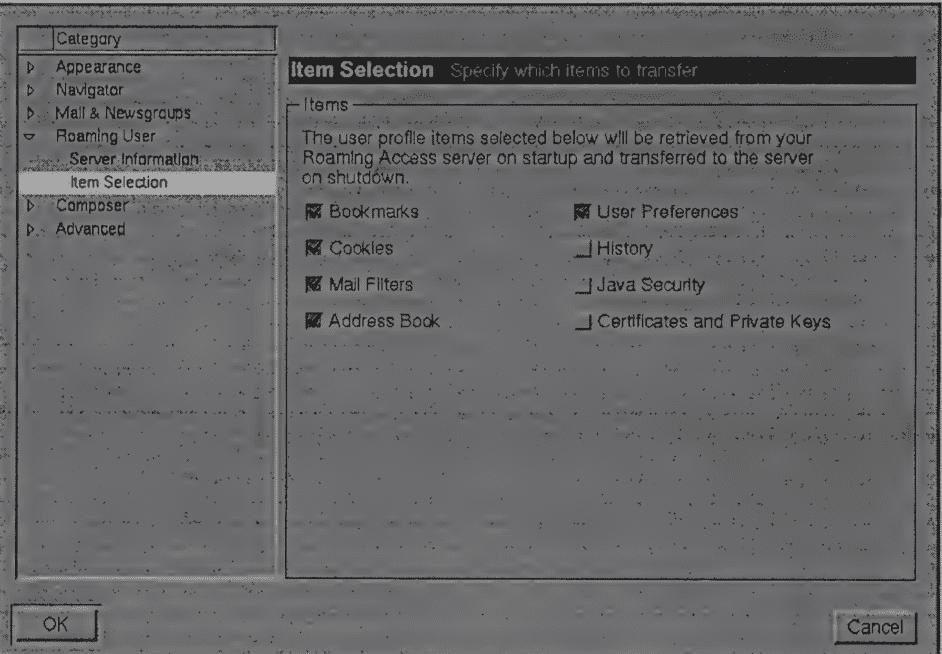 Category
Appearance
Navigator
Mail & Newsgroups
Roaming User
Server Information
Item Selection
Composer
Advanced
Item Selection Specify which items to transfer
Items
The user profile items selected below will be retrieved from your
Roaming Access server on startup and transferred to the server
on shutdown.
Bookmarks
User Preferences
Cookies
History
Mail Filters
Java Security
Address Book
Certificates and Private Keys
OK
Cancel